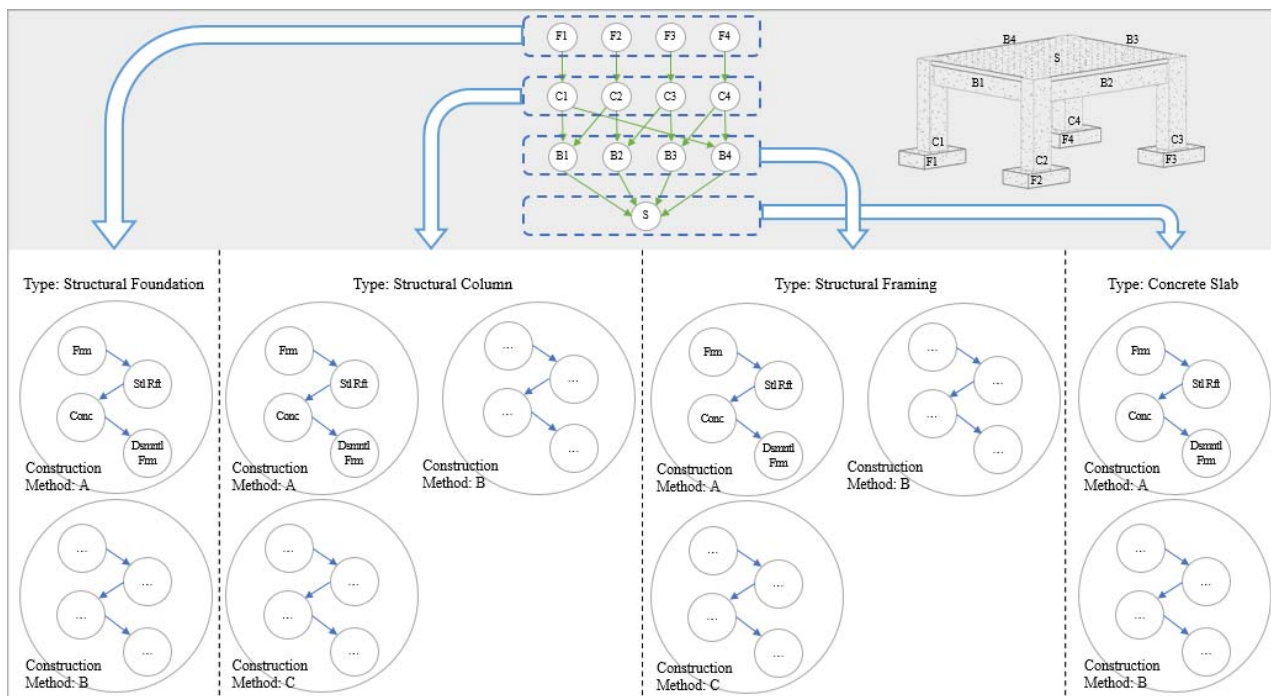 F1 F2 F3 F4
C1 C2 C3 C4
B1 B2 B3 B4
S
B4 B3
S
B1 B2
C4
F4
C1 C3
F1 F3
C2
F2
Type: Structural Foundation
Frm
Stl Rft
Conc
Dsmntl
Frm
Construction
Method: A
...
...
...
...
Construction
Method: B
Type: Structural Column
Frm
Stl Rft
Conc
Dsmntl
Frm
Construction
Method: A
...
...
...
...
Construction
Method: B
...
...
...
...
Construction
Method: C
Type: Structural Framing
Frm
Stl Rft
Conc
Dsmntl
Frm
Construction
Method: A
...
...
...
...
Construction
Method: B
...
...
...
...
Construction
Method: C
Type: Concrete Slab
Frm
Stl Rft
Conc
Dsmntl
Frm
Construction
Method: A
...
...
...
...
Construction
Method: B